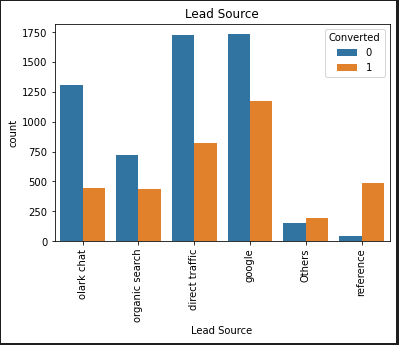 Lead Source
Converted
0
1
1750
1500
1250
1000
750
500
250
0
count
olark chat
organic search
direct traffic
google
Others
reference
Lead Source